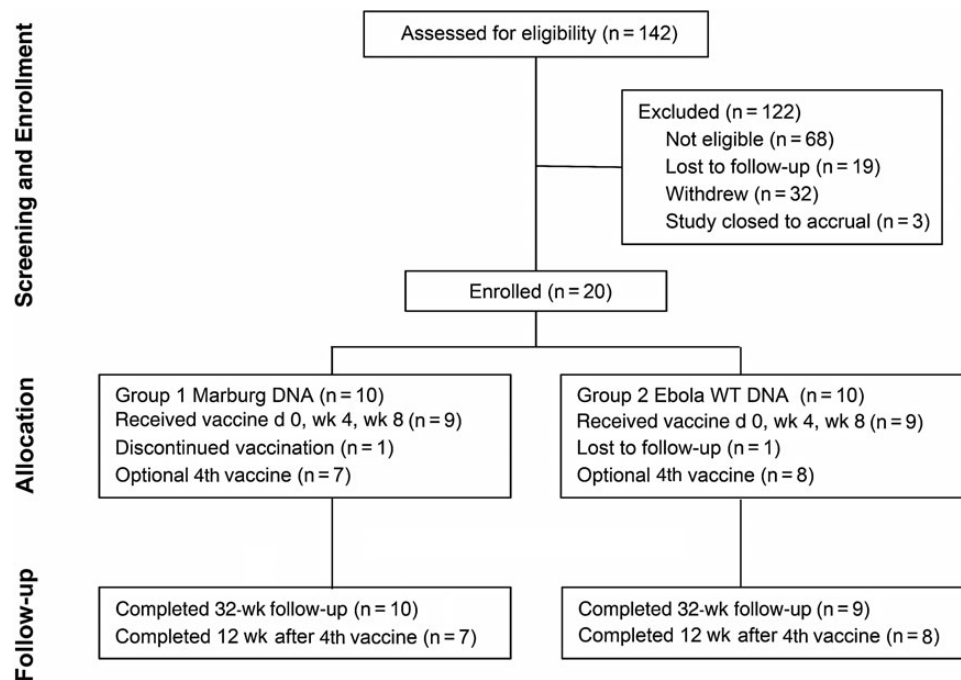 Screening and Enrollment
Assessed for eligibility (n = 142)
Excluded (n = 122)
Not eligible (n = 68)
Lost to follow-up (n = 19)
Withdrew (n = 32)
Study closed to accrual (n = 3)
Enrolled (n = 20)
Allocation
Group 1 Marburg DNA (n = 10)
Received vaccine d 0, wk 4, wk 8 (n = 9)
Discontinued vaccination (n = 1)
Optional 4th vaccine (n = 7)
Group 2 Ebola WT DNA (n = 10)
Received vaccine d 0, wk 4, wk 8 (n = 9)
Lost to follow-up (n = 1)
Optional 4th vaccine (n = 8)
Follow-up
Completed 32-wk follow-up (n = 10)
Completed 12 wk after 4th vaccine (n = 7)
Completed 32-wk follow-up (n = 9)
Completed 12 wk after 4th vaccine (n = 8)